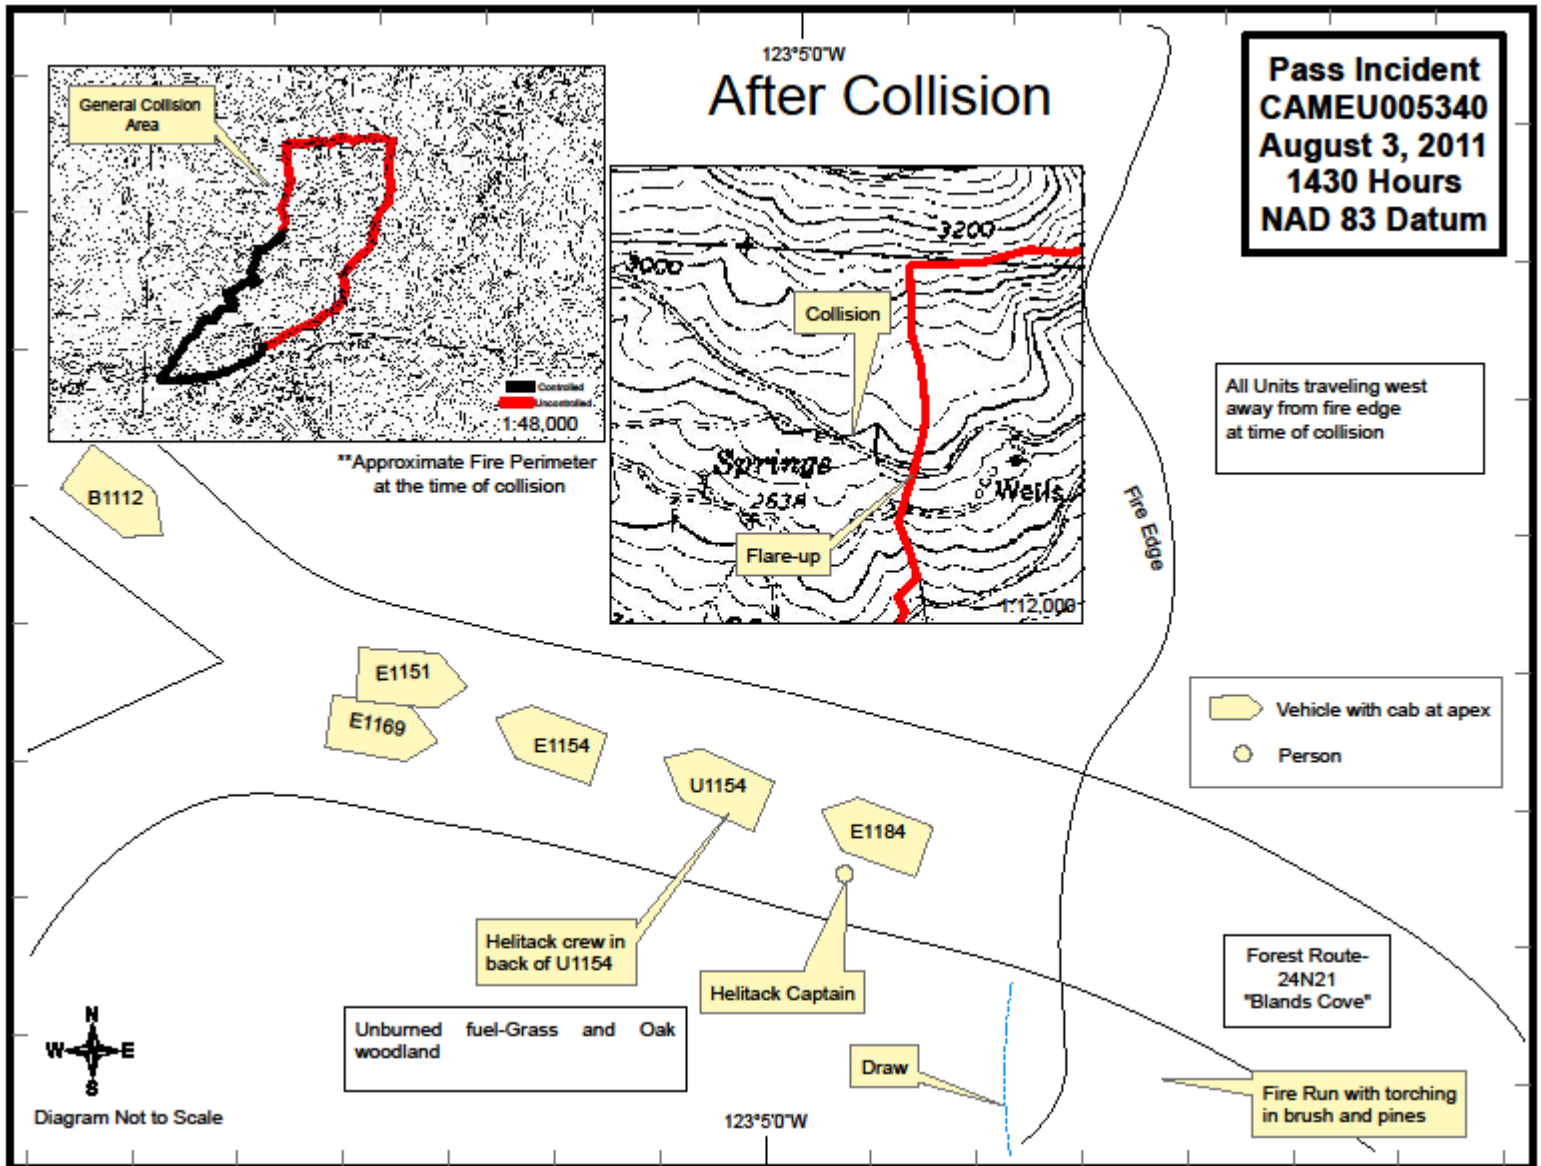 123°5'0"W
After Collision
Pass Incident
CAMEU005340
August 3, 2011
1430 Hours
NAD 83 Datum
General Collision
Area
Controlled
Uncontrolled
1:48,000
**Approximate Fire Perimeter
at the time of collision
3200
3000
Collision
Springe
Wells
Flare-up
1:12,000
Fire Edge
All Units traveling west
away from fire edge
at time of collision
B1112
E1151
E1169
E1154
U1154
E1184
Vehicle with cab at apex
Person
Helitack crew in
back of U1154
Helitack Captain
Forest Route-
24N21
"Blands Cove"
Unburned fuel-Grass and Oak
woodland
Draw
Fire Run with torching
in brush and pines
N
W E
S
Diagram Not to Scale
123°5'0"W